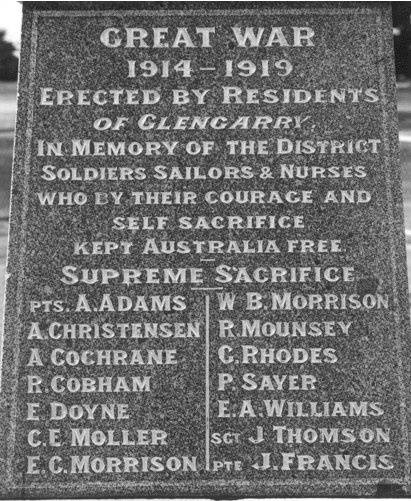 GREAT WAR
1914-1919
ERECTED BY RESIDENTS
OF GLENGARRY.
IN MEMORY OF THE DISTRICT
SOLDIERS SAILORS & NURSES
WHO BY THEIR COURAGE AND
SELF SACRIFICE
KEPT AUSTRALIA FREE
SUPREME SACRIFICE
PTS. A. ADAMS
A. CHRISTENSEN
A COCHRANE
R. COBHAM
E DOYNE
C. E MOLLER
E. C. MORRISON
W B. MORRISON
R. MOUNSEY
C. RHODES
P. SAYER
E. A. WILLIAMS
SGT J THOMSON
PTE J. FRANCIS